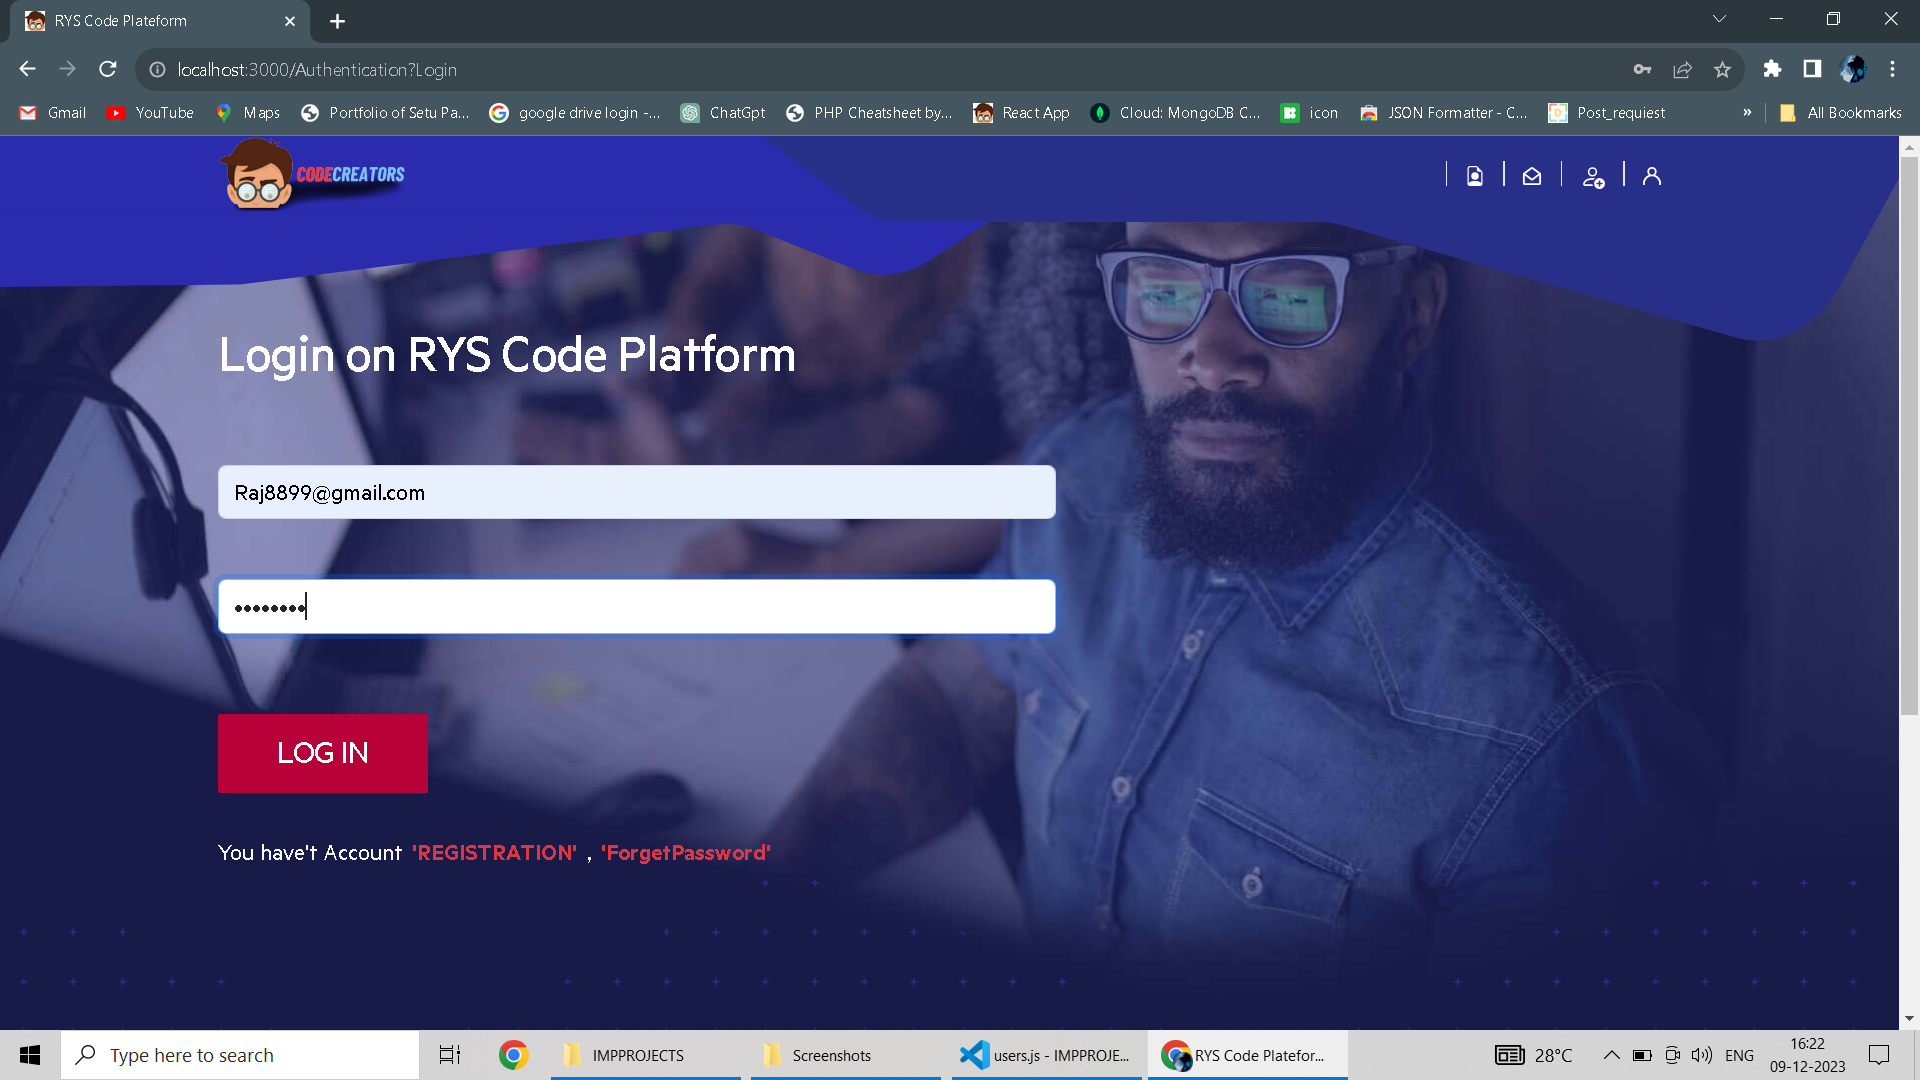 RYS Code Plateform
localhost:3000/Authentication?Login
Gmail YouTube Maps Portfolio of Setu Pa... google drive login -... ChatGpt PHP Cheatsheet by... React App Cloud: MongoDB C... icon JSON Formatter - C... Post_requiest » All Bookmarks
CODECREATORS
Login on RYS Code Platform
Raj8899@gmail.com
••••••••
LOG IN
You have't Account 'REGISTRATION' , 'ForgetPassword'
Type here to search
IMPPROJECTS
Screenshots
users.js - IMPPROJE...
RYS Code Platefor...
28°C
ENG
16:22
09-12-2023